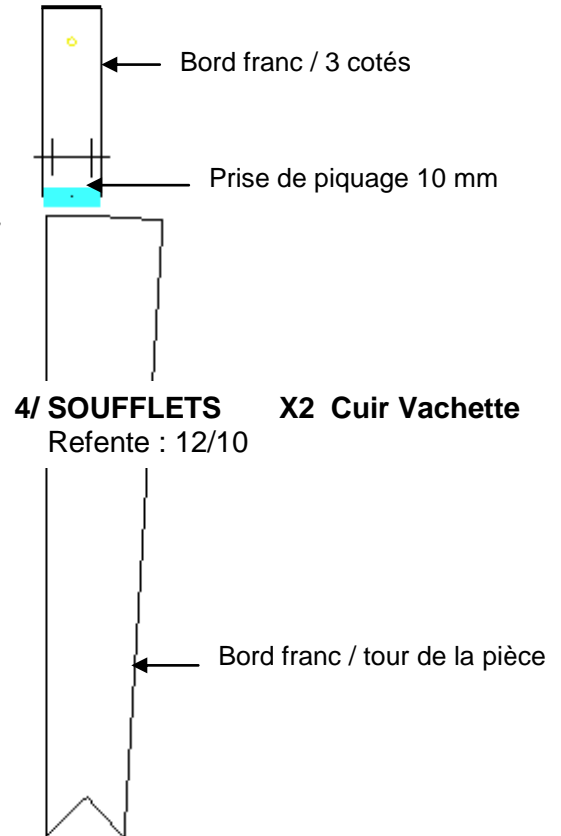 Bord franc / 3 cotés
Prise de piquage 10 mm
4/ SOUFFLETS X2 Cuir Vachette
Refente : 12/10
Bord franc / tour de la pièce